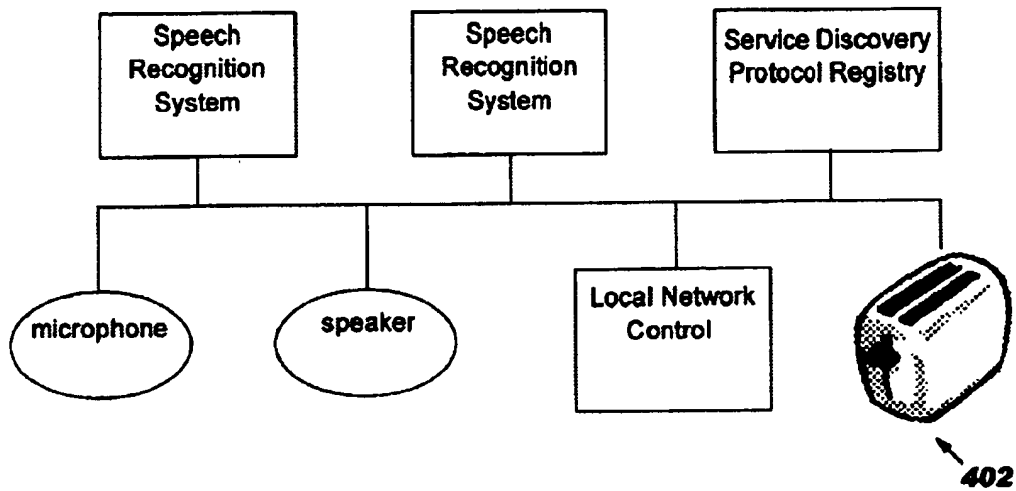 Speech
Recognition
System
Speech
Recognition
System
Service Discovery
Protocol Registry
microphone
speaker
Local Network
Control
402